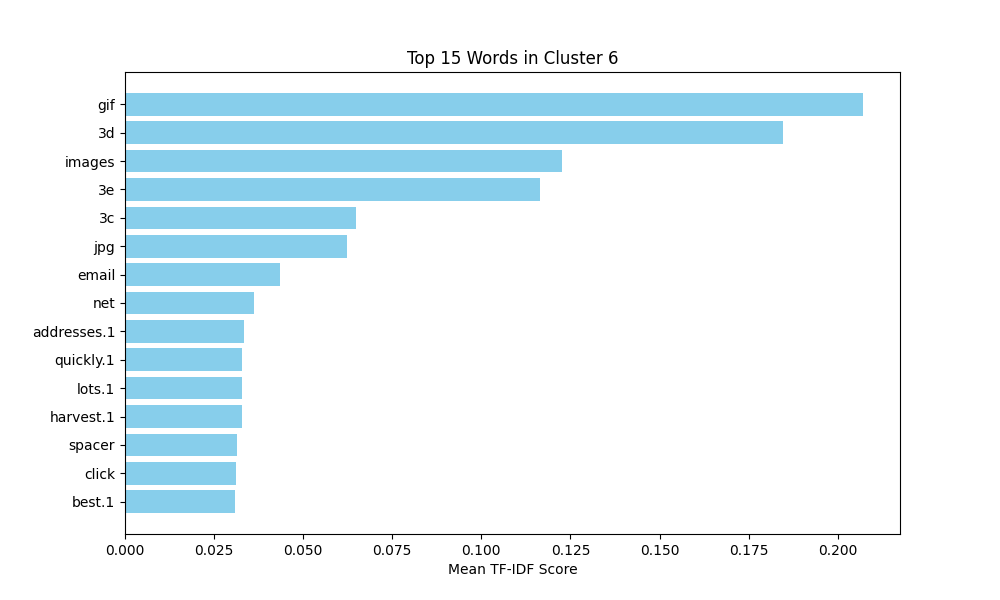 Top 15 Words in Cluster 6
gif
3d
images
3e
3c
jpg
email
net
addresses.1
quickly.1
lots.1
harvest.1
spacer
click
best.1
0.000 0.025 0.050 0.075 0.100 0.125 0.150 0.175 0.200
Mean TF-IDF Score